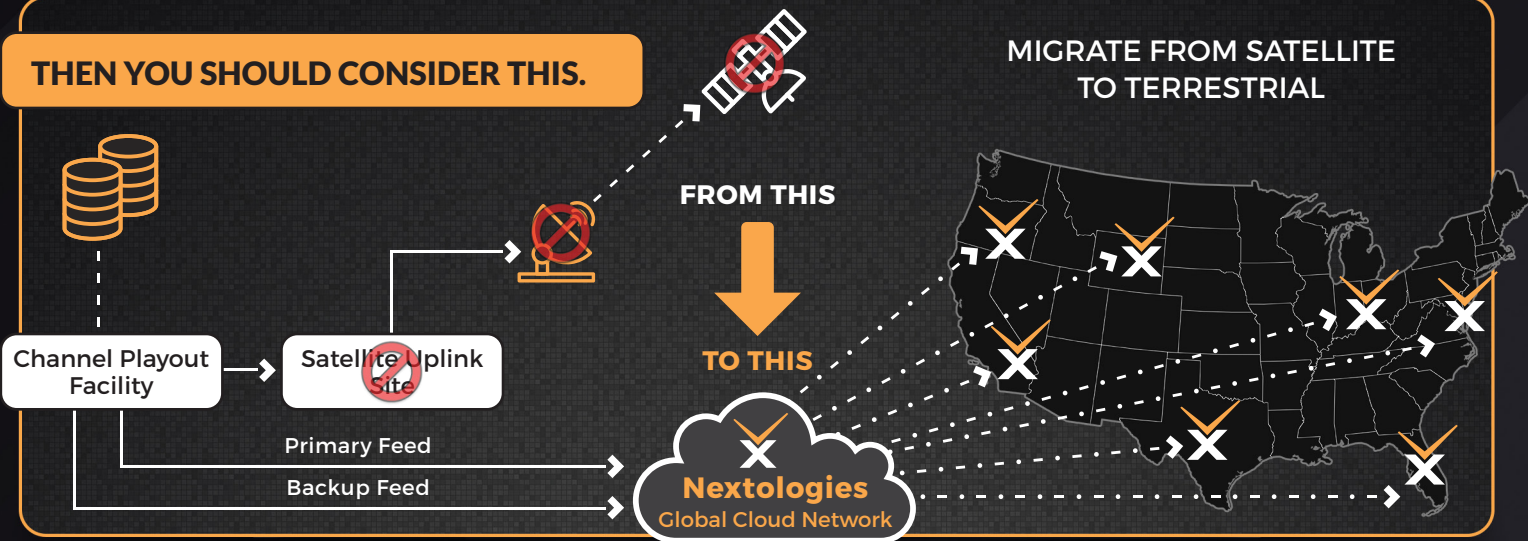 THEN YOU SHOULD CONSIDER THIS.
MIGRATE FROM SATELLITE
TO TERRESTRIAL
FROM THIS
TO THIS
Channel Playout
Facility
Satellite Uplink
Site
Primary Feed
Backup Feed
Nextologies
Global Cloud Network